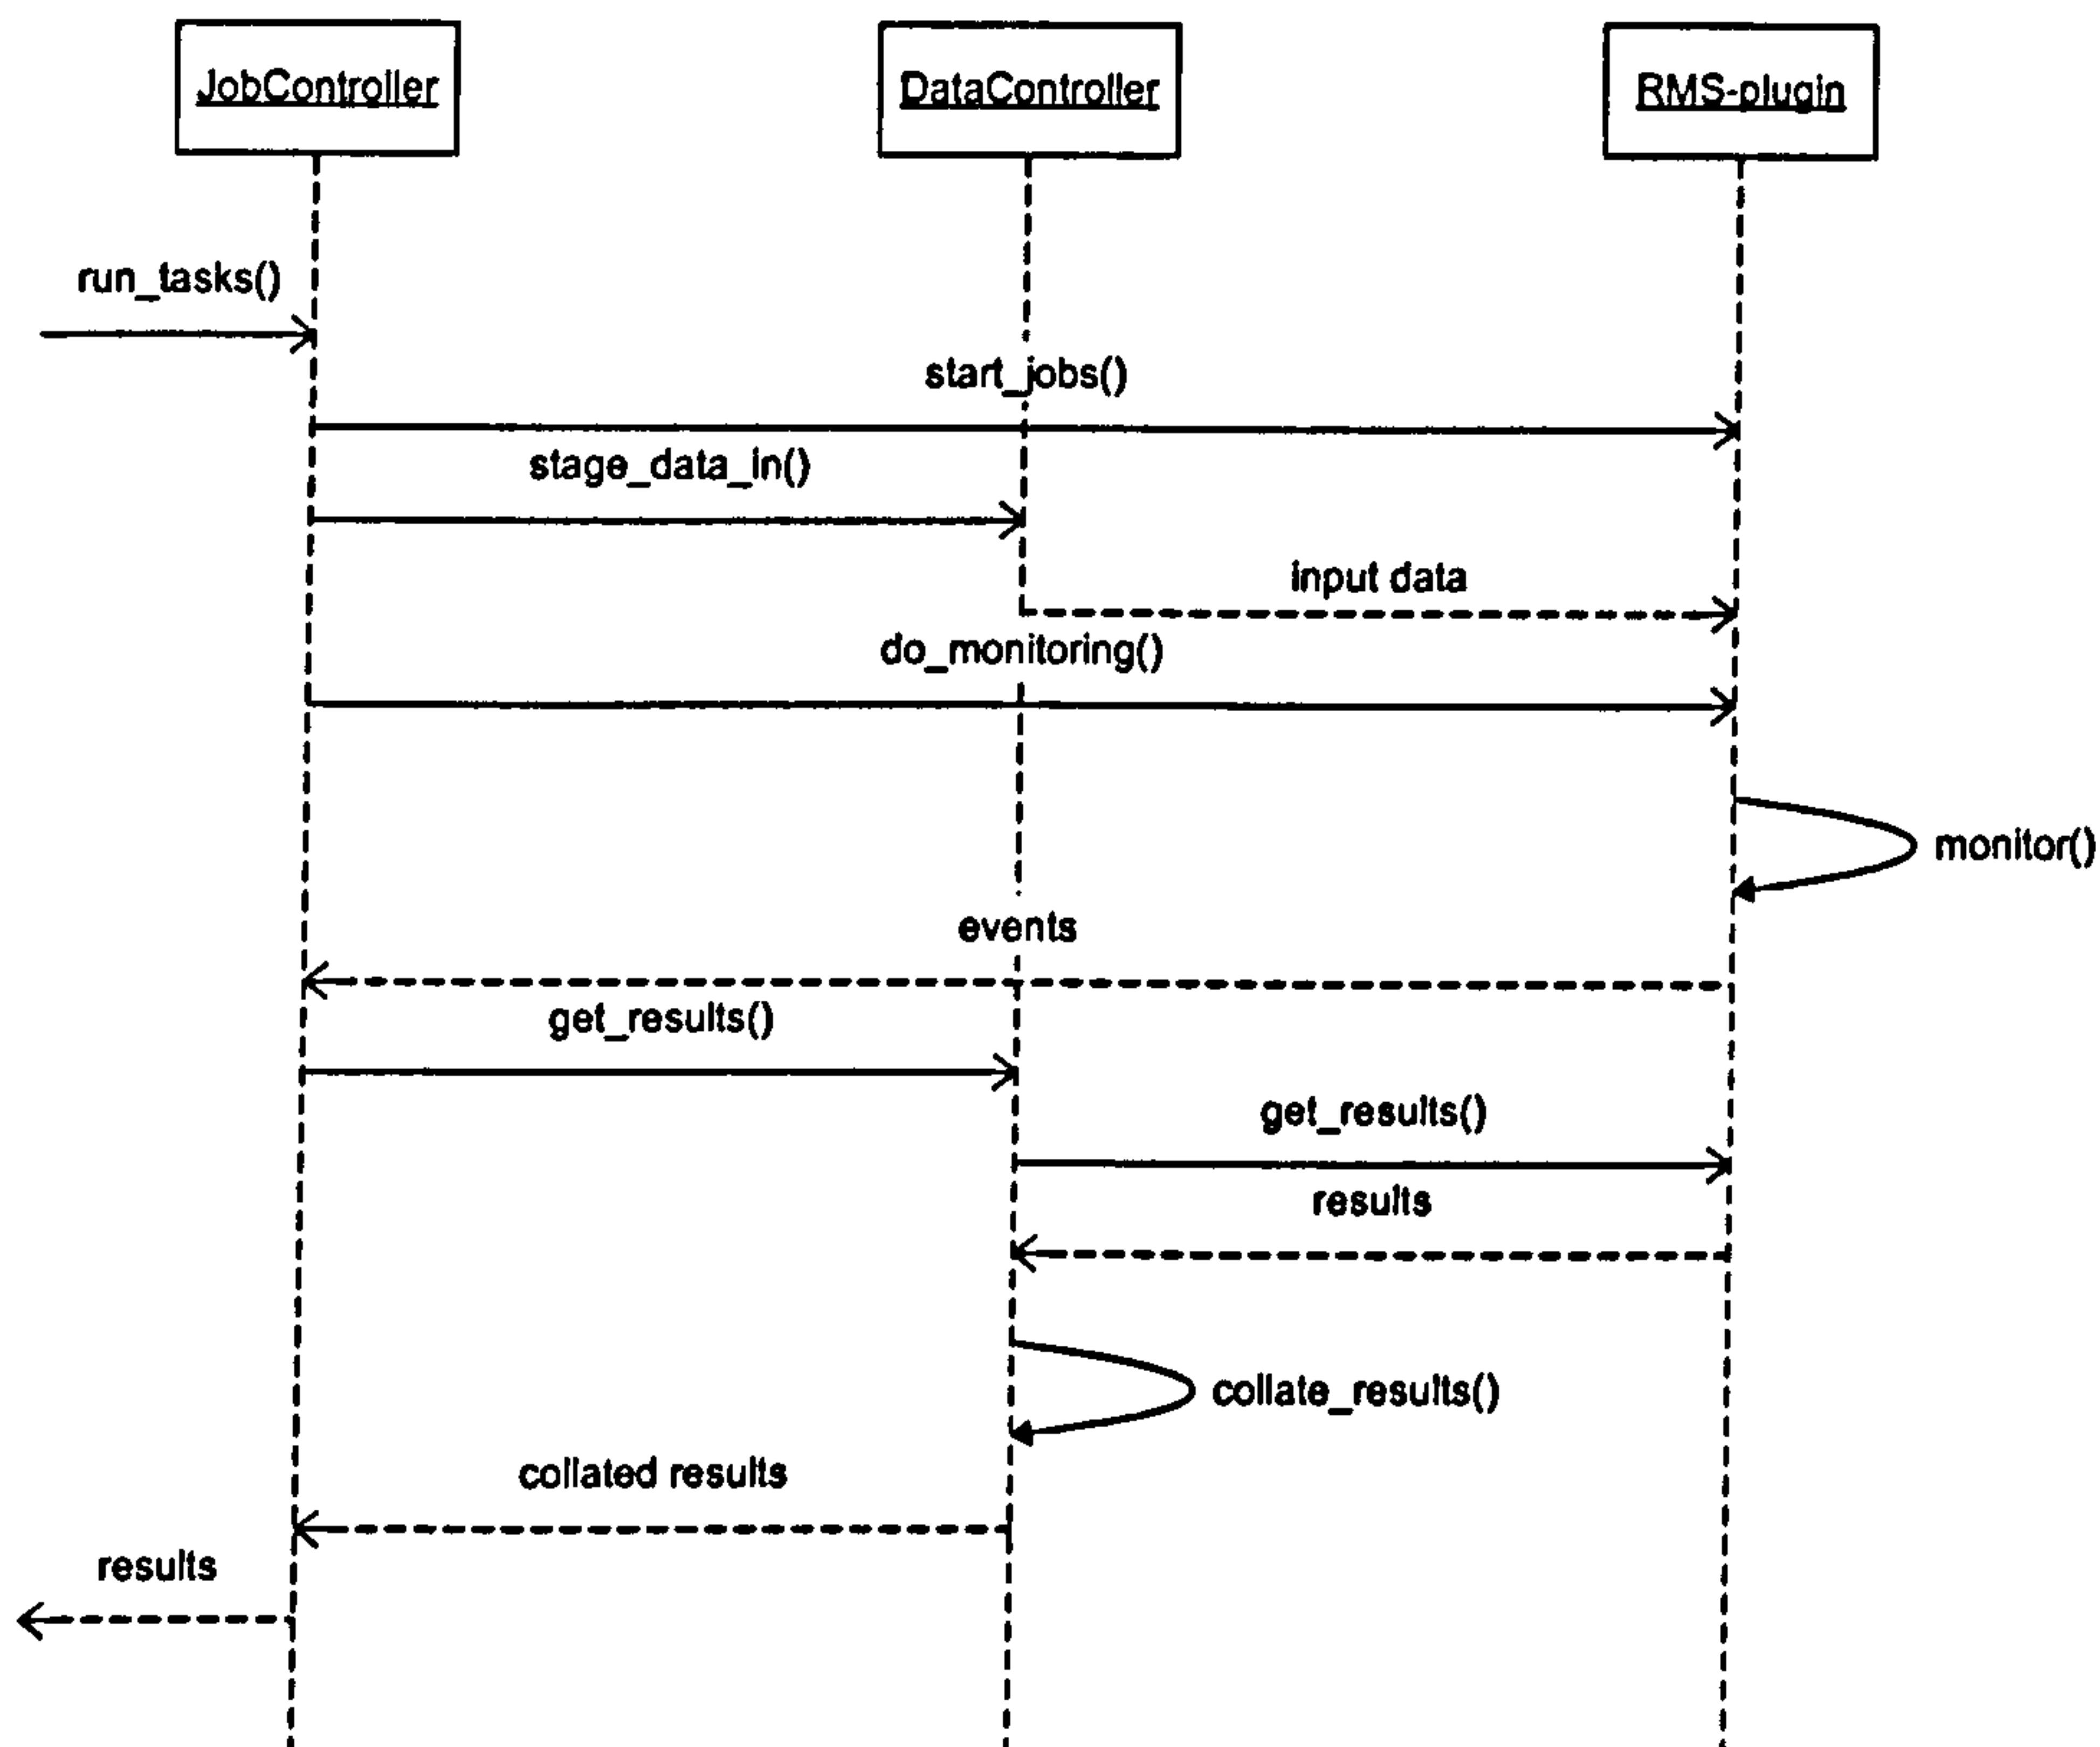 JobController
DataController
RMS-plugin
run_tasks()
start_jobs()
stage_data_in()
input data
do_monitoring()
monitor()
events
get_results()
get_results()
results
collate_results()
collated results
results